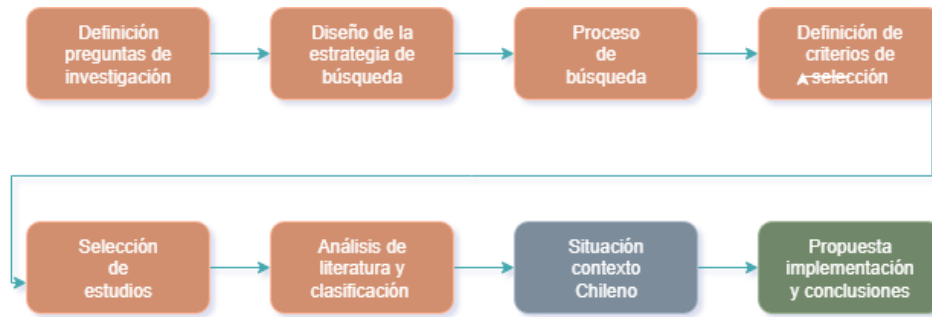 Definición
preguntas de
investigación
Diseño de la
estrategia de
búsqueda
Proceso
de
búsqueda
Definición de
criterios de
selección
Selección
de
estudios
Análisis de
literatura y
clasificación
Situación
contexto
Chileno
Propuesta
implementación
y conclusiones